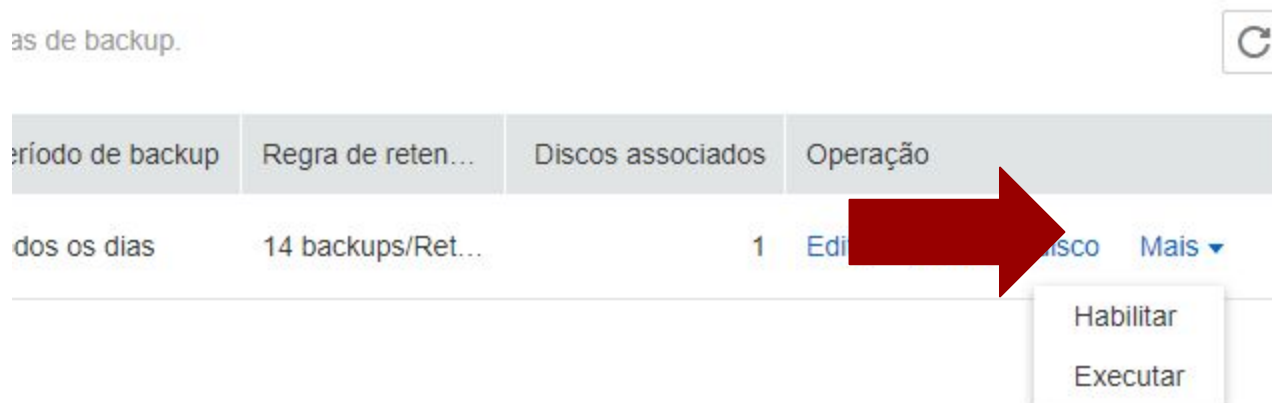 as de backup.
eríodo de backup Regra de reten... Discos associados Operação
dos os dias 14 backups/Ret... 1 Edi isco Mais
Habilitar
Executar